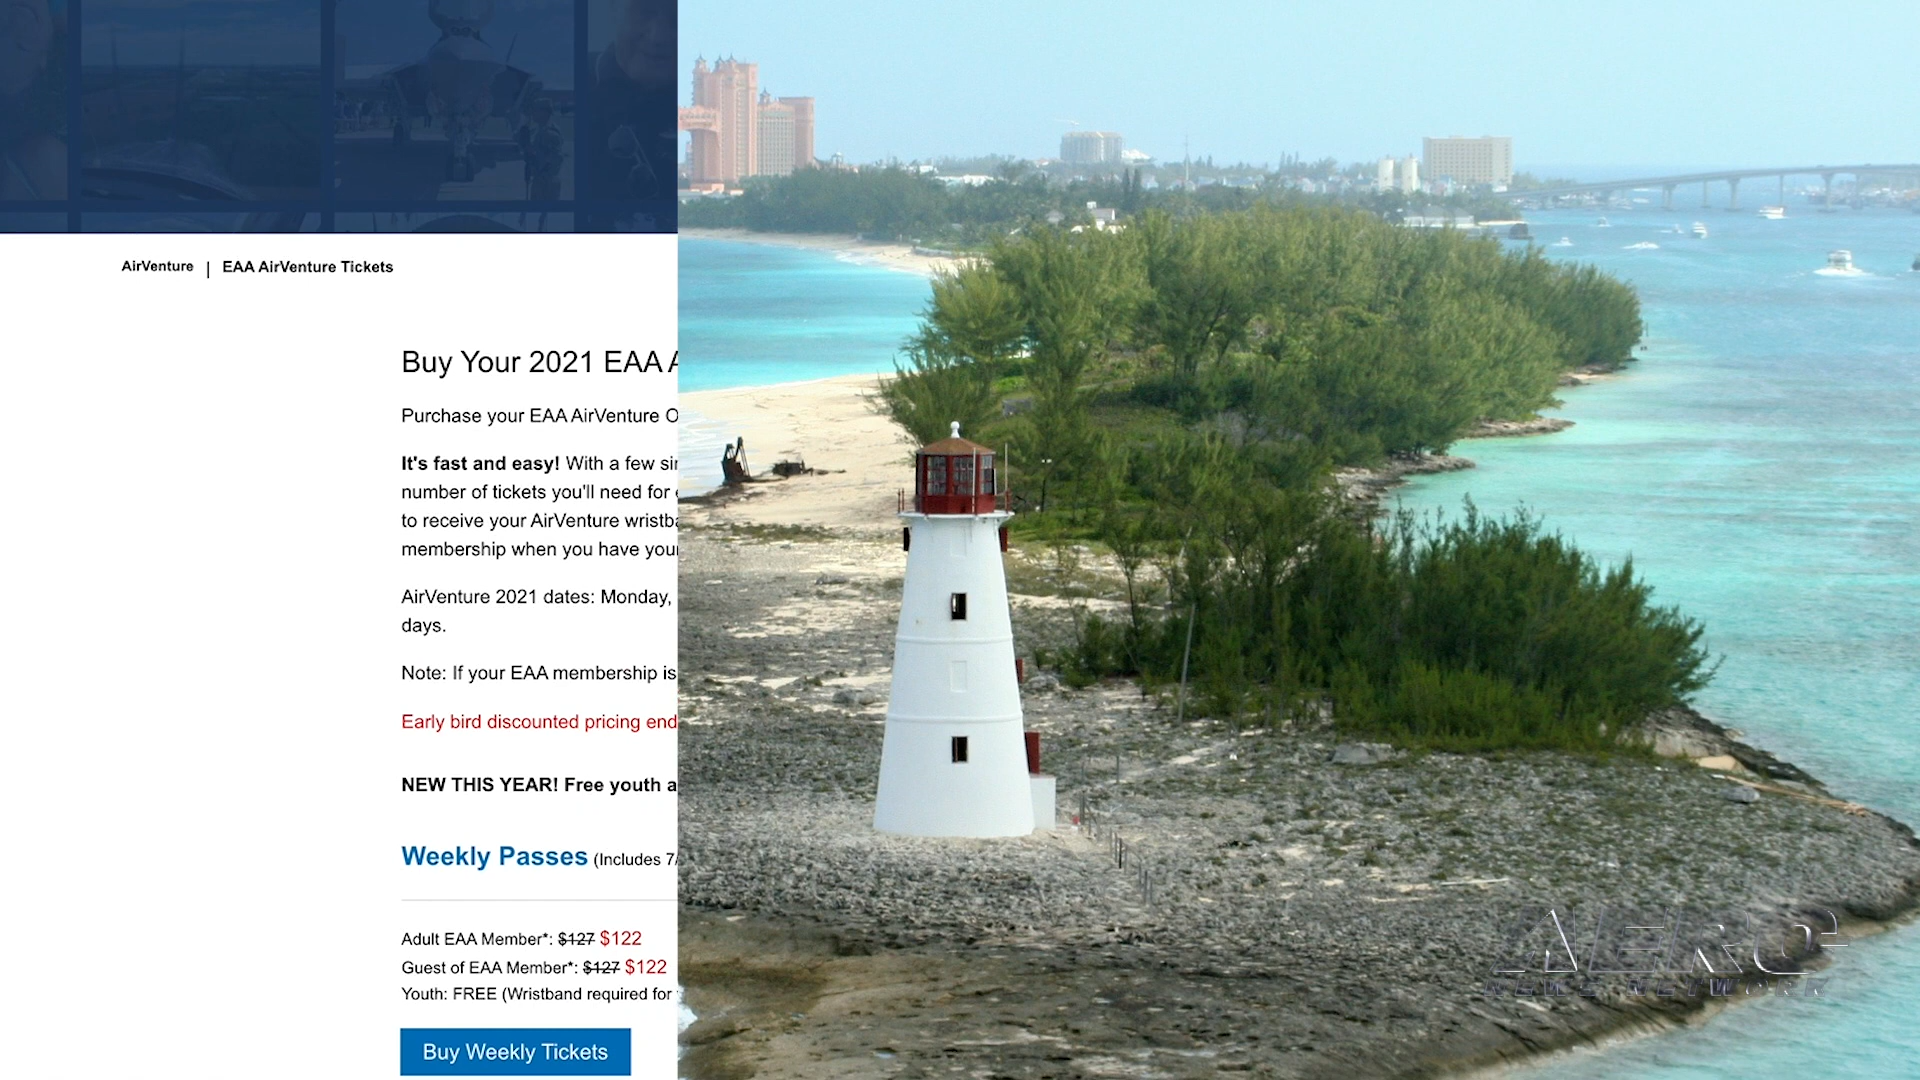 AirVenture | EAA AirVenture Tickets
Buy Your 2021 EAA
Purchase your EAA AirVenture
It's fast and easy! With a few
number of tickets you'll need for
to receive your AirVenture
membership when you have
AirVenture 2021 dates: Monday,
days.
Note: If your EAA membership is
Early bird discounted pricing
NEW THIS YEAR! Free youth
Weekly Passes (Includes
Adult EAA Member*: $127 $122
Guest of EAA Member*: $127 $122
Youth: FREE (Wristband required for
Buy Weekly Tickets
AERO
NEWS NETWORK